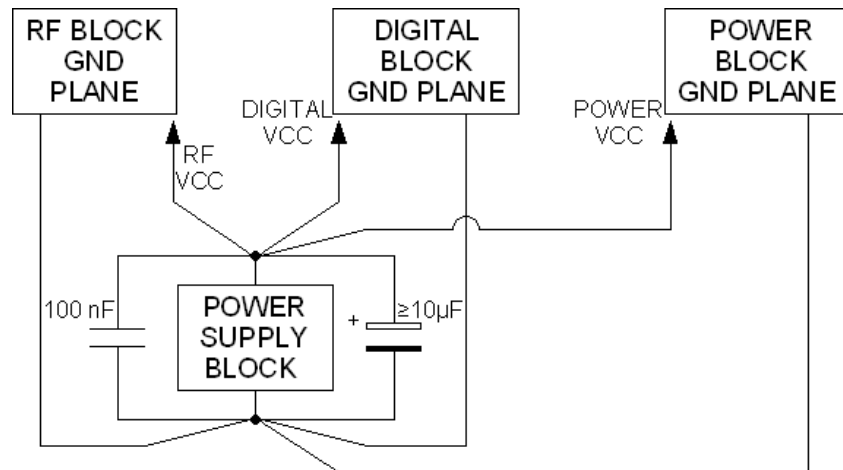 RF BLOCK
GND
PLANE
DIGITAL
BLOCK
GND PLANE
POWER
BLOCK
GND PLANE
RF
VCC
DIGITAL
VCC
POWER
VCC
100 nF
POWER
SUPPLY
BLOCK
+
≥10µF